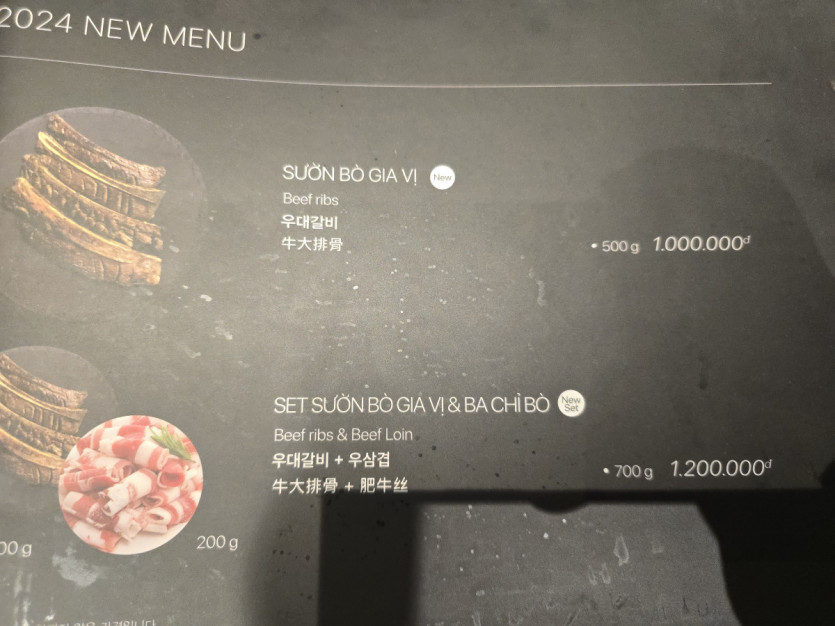 2024 NEW MENU
SƯỜN BÒ GIA VỊ New
Beef ribs
우대갈비
牛大排骨
• 500 g 1.000.000đ
SET SƯỜN BÒ GIA VỊ & BA CHỈ BÒ New Set
Beef ribs & Beef Loin
우대갈비 + 우삼겹
牛大排骨 + 肥牛丝
• 700 g 1.200.000đ
00 g
200 g